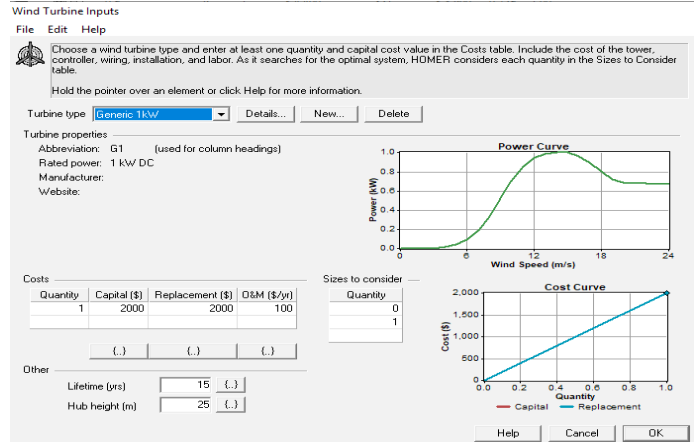 Wind Turbine Inputs
File Edit Help
Choose a wind turbine type and enter at least one quantity and capital cost value in the Costs table. Include the cost of the tower,
controller, wiring, installation, and labor. As it searches for the optimal system, HOMER considers each quantity in the Sizes to Consider
table.
Hold the pointer over an element or click Help for more information.
Turbine type Generic 1kW Details... New... Delete
Turbine properties
Abbreviation: G1 (used for column headings)
Rated power: 1 kW DC
Manufacturer:
Website:
Power Curve
Power (kW)
1.0
0.8
0.6
0.4
0.2
0.0
0 6 12 18 24
Wind Speed (m/s)
Costs
Quantity Capital ($) Replacement ($) O&M ($/yr)
1 2000 2000 100
{..} {..} {..}
Sizes to consider
Quantity
0
1
Cost Curve
Cost ($)
2,000
1,500
1,000
500
0
0.0 0.2 0.4 0.6 0.8 1.0
Quantity
Capital Replacement
Other
Lifetime (yrs) 15 {..}
Hub height (m) 25 {..}
Help Cancel OK